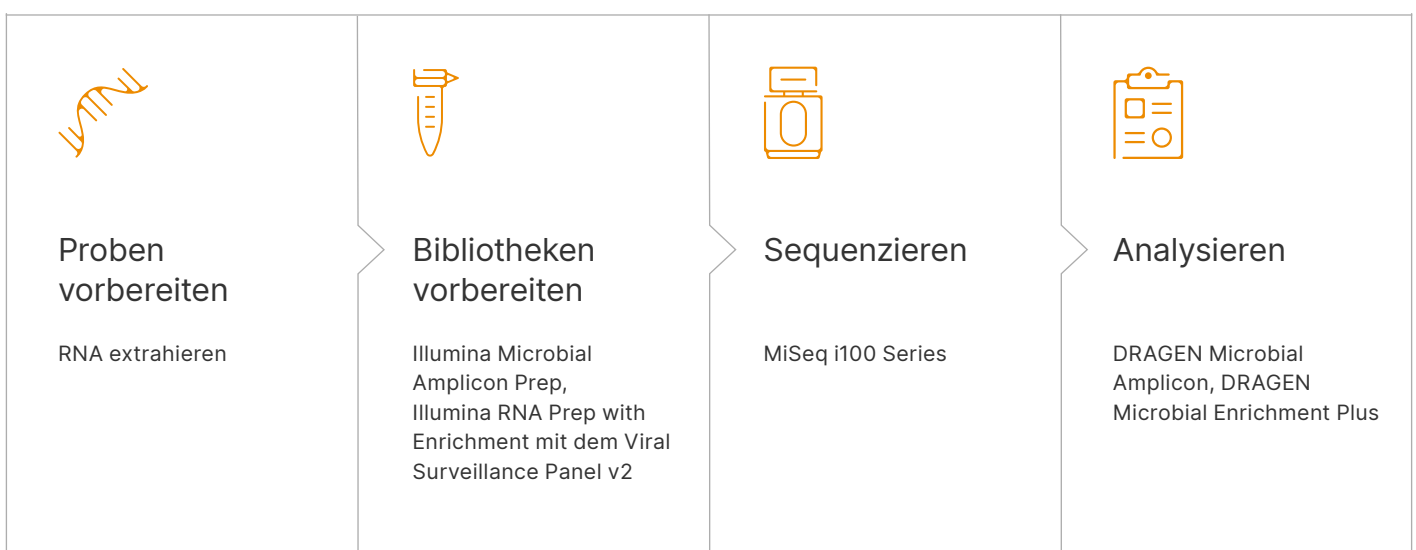 Proben
vorbereiten
RNA extrahieren
Bibliotheken
vorbereiten
Illumina Microbial
Amplicon Prep,
Illumina RNA Prep with
Enrichment mit dem Viral
Surveillance Panel v2
Sequenzieren
MiSeq i100 Series
Analysieren
DRAGEN Microbial
Amplicon, DRAGEN
Microbial Enrichment Plus